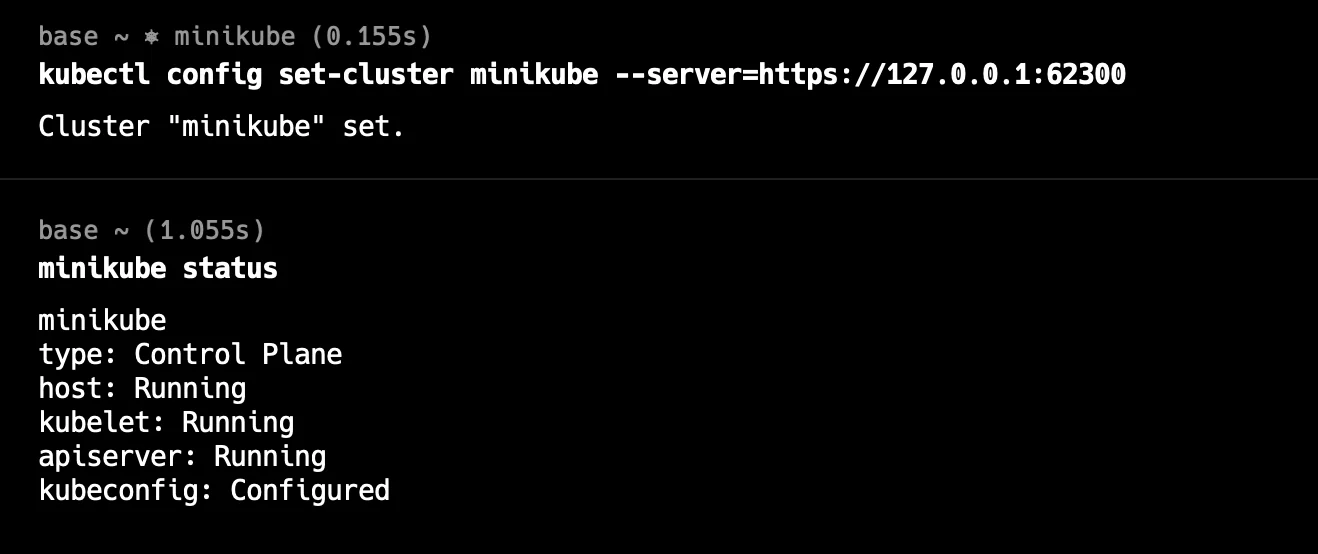 base ~ ⎈ minikube (0.155s)
kubectl config set-cluster minikube --server=https://127.0.0.1:62300
Cluster "minikube" set.
base ~ (1.055s)
minikube status
minikube
type: Control Plane
host: Running
kubelet: Running
apiserver: Running
kubeconfig: Configured